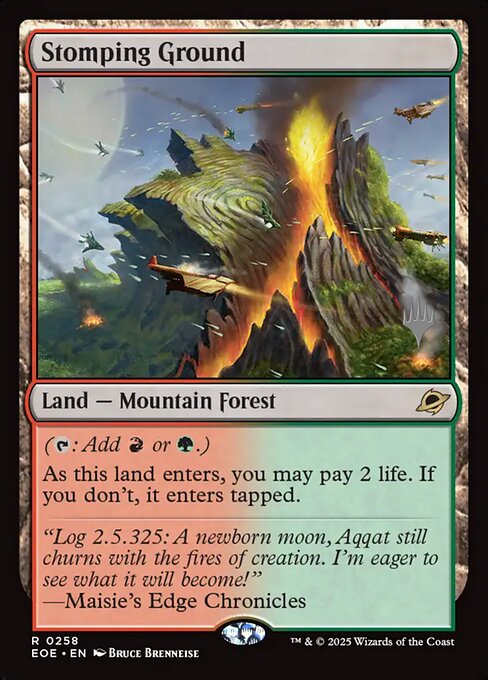 Stomping Ground
Land — Mountain Forest
(: Add or .)
As this land enters, you may pay 2 life. If
you don't, it enters tapped.
“Log 2.5.325: A newborn moon, Aqqat still
churns with the fires of creation. I'm eager to
see what it will become!”
—Maisie's Edge Chronicles
R 0258
EOE • EN Bruce Brenneise
™ & © 2025 Wizards of the Coast